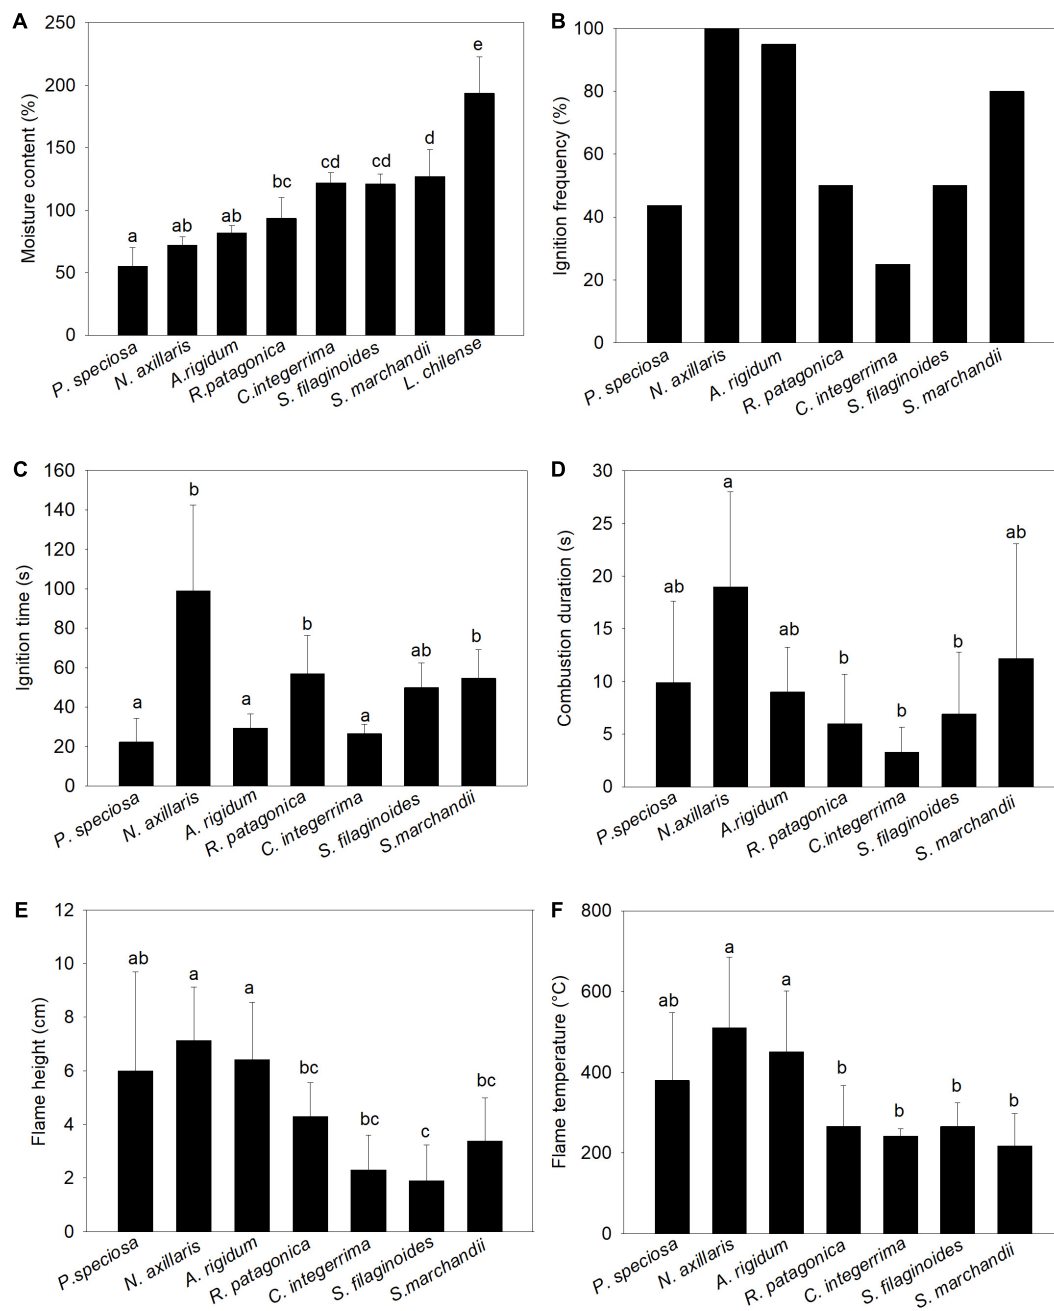 A
Moisture content (%)
250
200
150
100
50
0
a
ab
ab
bc
cd
cd
d
e
P. speciosa
N. axillaris
A.rigidum
R.patagonica
C.integerrima
S. filaginoides
S. marchandii
L. chilense
B
Ignition frequency (%)
100
80
60
40
20
0
P. speciosa
N. axillaris
A. rigidum
R. patagonica
C. integerrima
S. filaginoides
S. marchandii
C
Ignition time (s)
160
140
120
100
80
60
40
20
0
a
b
a
b
a
ab
b
P. speciosa
N. axillaris
A. rigidum
R. patagonica
C. integerrima
S. filaginoides
S.marchandii
D
Combustion duration (s)
30
25
20
15
10
5
0
ab
a
ab
b
b
b
ab
P.speciosa
N.axillaris
A.rigidum
R. patagonica
C.integerrima
S. filaginoides
S. marchandii
E
Flame height (cm)
12
10
8
6
4
2
0
ab
a
a
bc
bc
c
bc
P.speciosa
N. axillaris
A. rigidum
R. patagonica
C. integerrima
S. filaginoides
S.marchandii
F
Flame temperature (°C)
800
600
400
200
0
ab
a
a
b
b
b
b
P. speciosa
N. axillaris
A. rigidum
R. patagonica
C. integerrima
S. filaginoides
S. marchandii